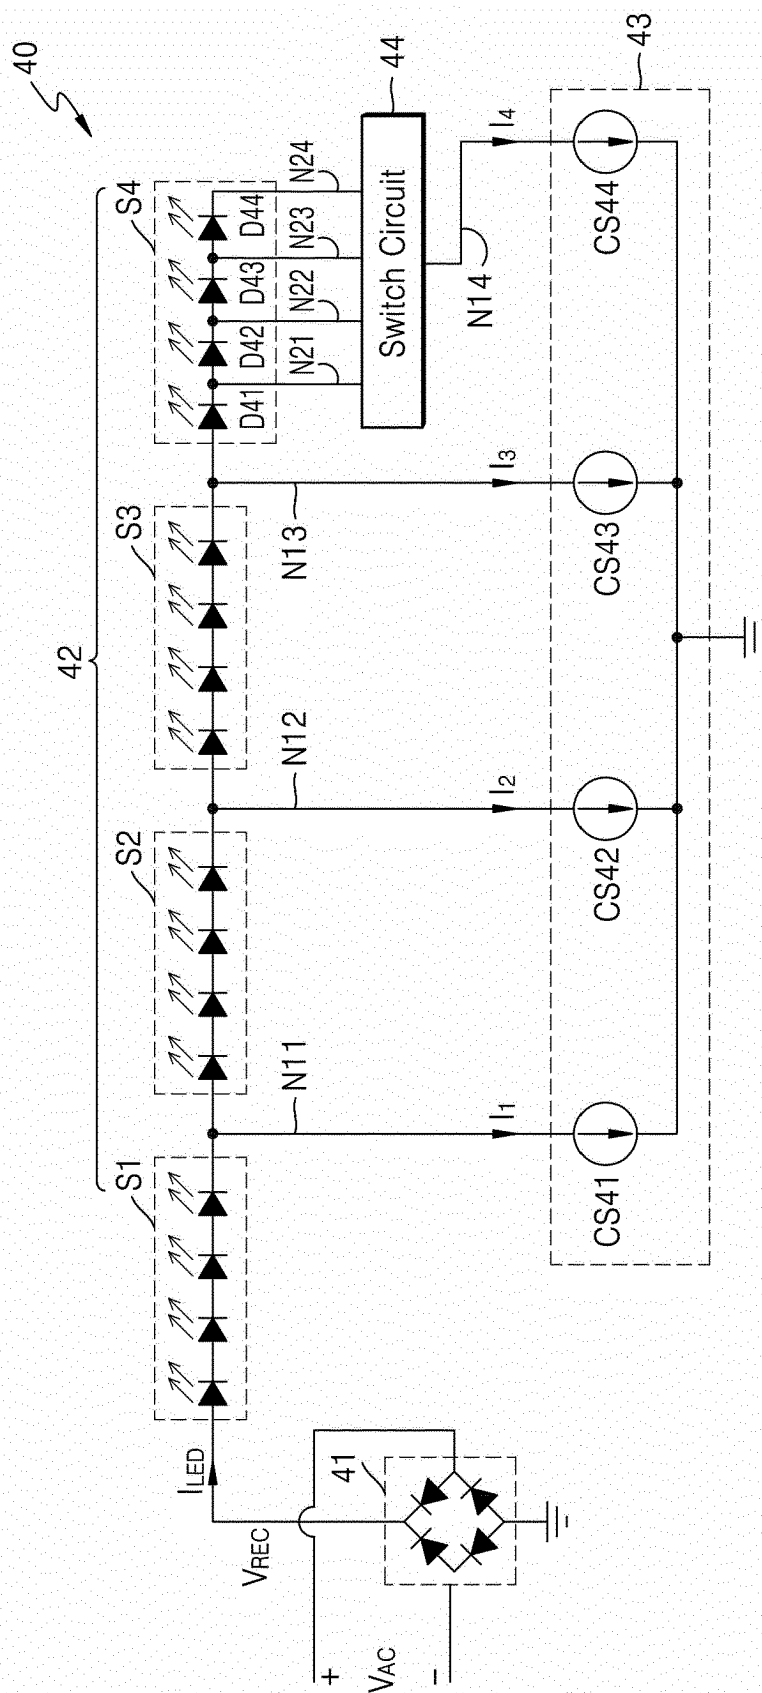 40
42
S1
S2
S3
S4
D41
D42
D43
D44
N21
N22
N23
N24
44
Switch Circuit
ILED
VREC
41
+
VAC
−
N11
N12
N13
N14
I1
I2
I3
I4
43
CS41
CS42
CS43
CS44